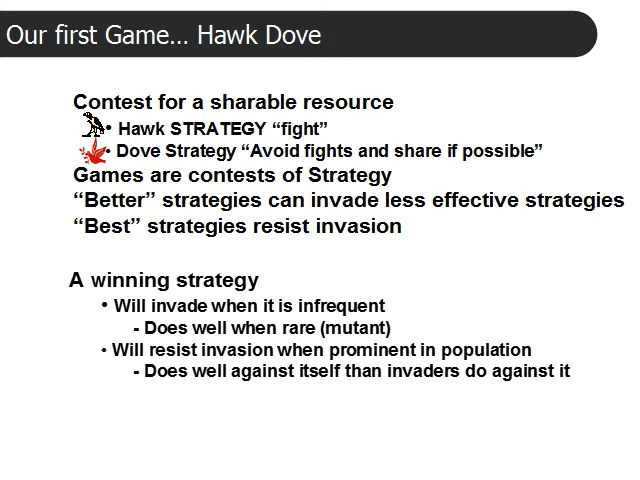 Our first Game… Hawk Dove
Contest for a sharable resource
• Hawk STRATEGY “fight”
• Dove Strategy “Avoid fights and share if possible”
Games are contests of Strategy
“Better” strategies can invade less effective strategies
“Best” strategies resist invasion
A winning strategy
• Will invade when it is infrequent
- Does well when rare (mutant)
• Will resist invasion when prominent in population
- Does well against itself than invaders do against it